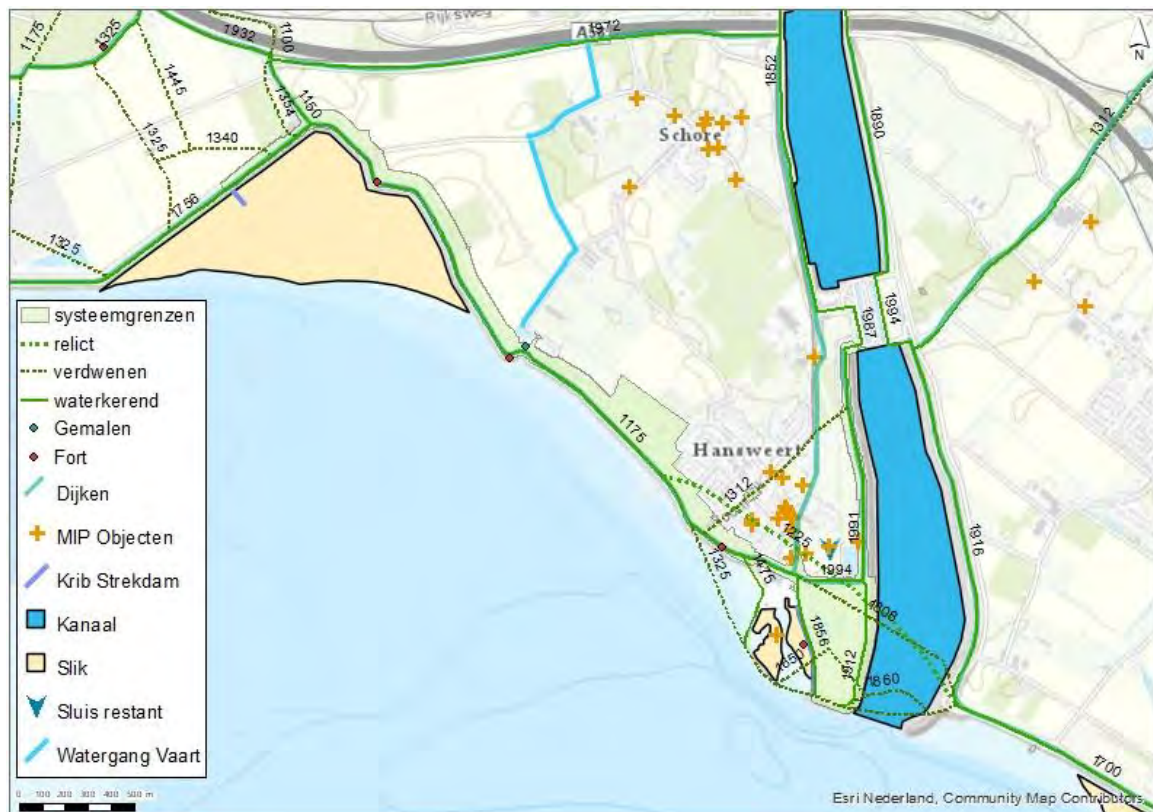 Rijksweg
A58
N
1175
1325
1932
1100
1972
1445
1354
1160
1325
1340
1756
1325
1852
1890
1312
Schore
1994
1987
systeemgrenzen
relict
verdwenen
waterkerend
Gemalen
Fort
Dijken
MIP Objecten
Krib Strekdam
Kanaal
Slik
Sluis restant
Watergang Vaart
0 100 200 300 400 500 m
1175
Hansweert
1312
1225
1991
1994
1916
1325
1475
1808
1856
1850
1912
1860
1700
Esri Nederland, Community Map Contributors